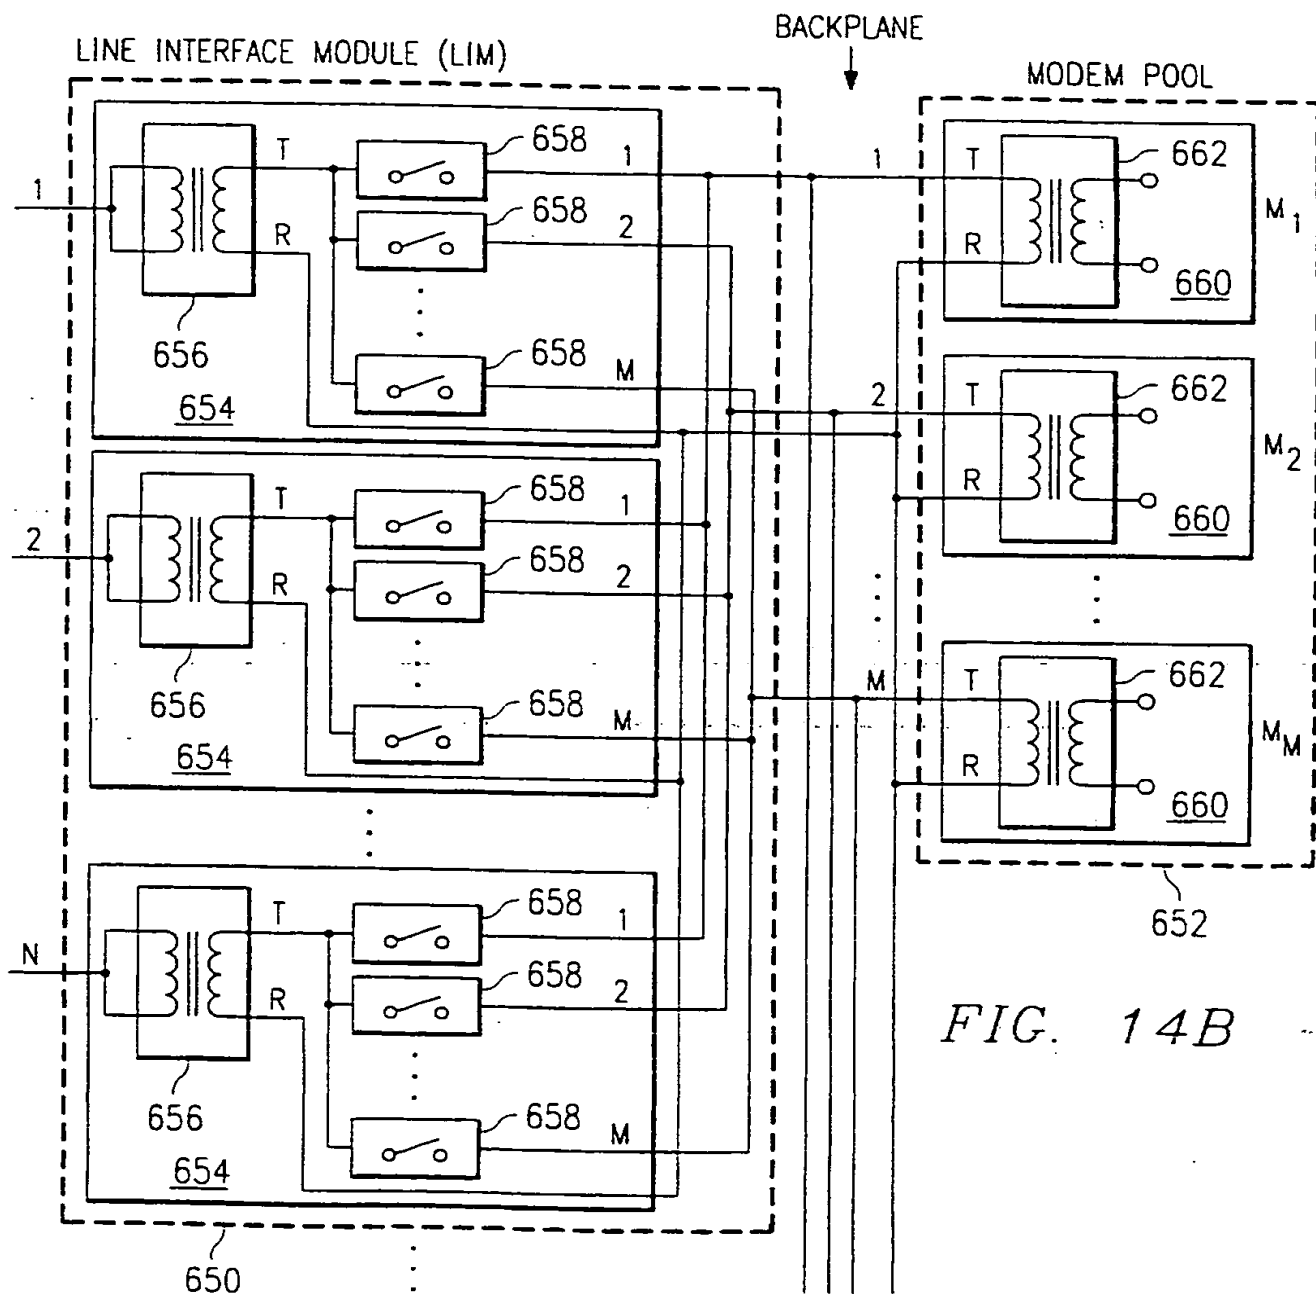 BACKPLANE
LINE INTERFACE MODULE (LIM)
MODEM POOL
1
T
R
656
654
658
1
658
2
658
M
1
T
R
662
660
M1
2
T
R
662
660
M2
2
T
R
656
654
658
1
658
2
658
M
M
T
R
662
660
MM
652
N
T
R
656
654
658
1
658
2
658
M
650
FIG. 14B